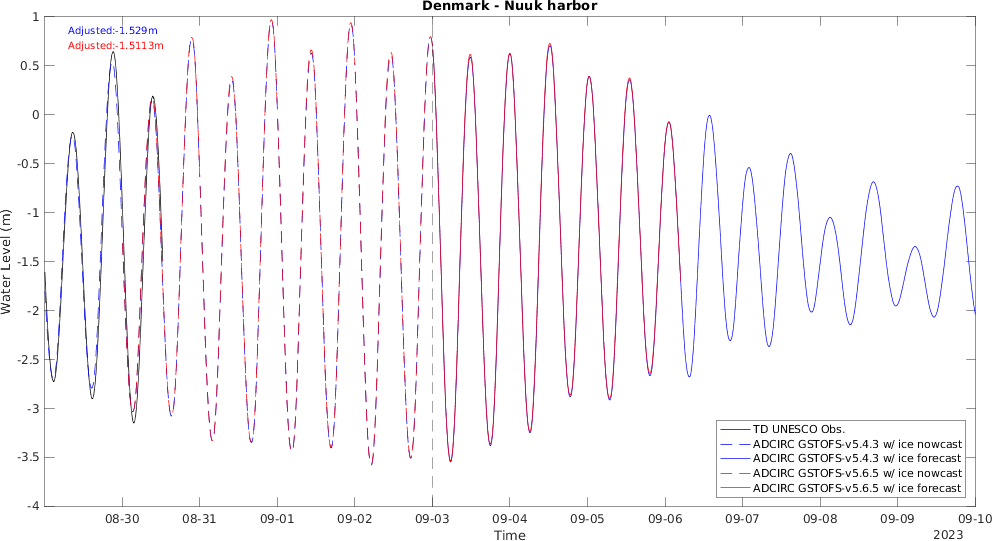 Denmark - Nuuk harbor
Adjusted:-1.529m
Adjusted:-1.5113m
1
0.5
0
-0.5
-1
-1.5
-2
-2.5
-3
-3.5
-4
Water Level (m)
TD UNESCO Obs.
ADCIRC GSTOFS-v5.4.3 w/ ice nowcast
ADCIRC GSTOFS-v5.4.3 w/ ice forecast
ADCIRC GSTOFS-v5.6.5 w/ ice nowcast
ADCIRC GSTOFS-v5.6.5 w/ ice forecast
08-30 08-31 09-01 09-02 09-03 09-04 09-05 09-06 09-07 09-08 09-09 09-10
Time
2023